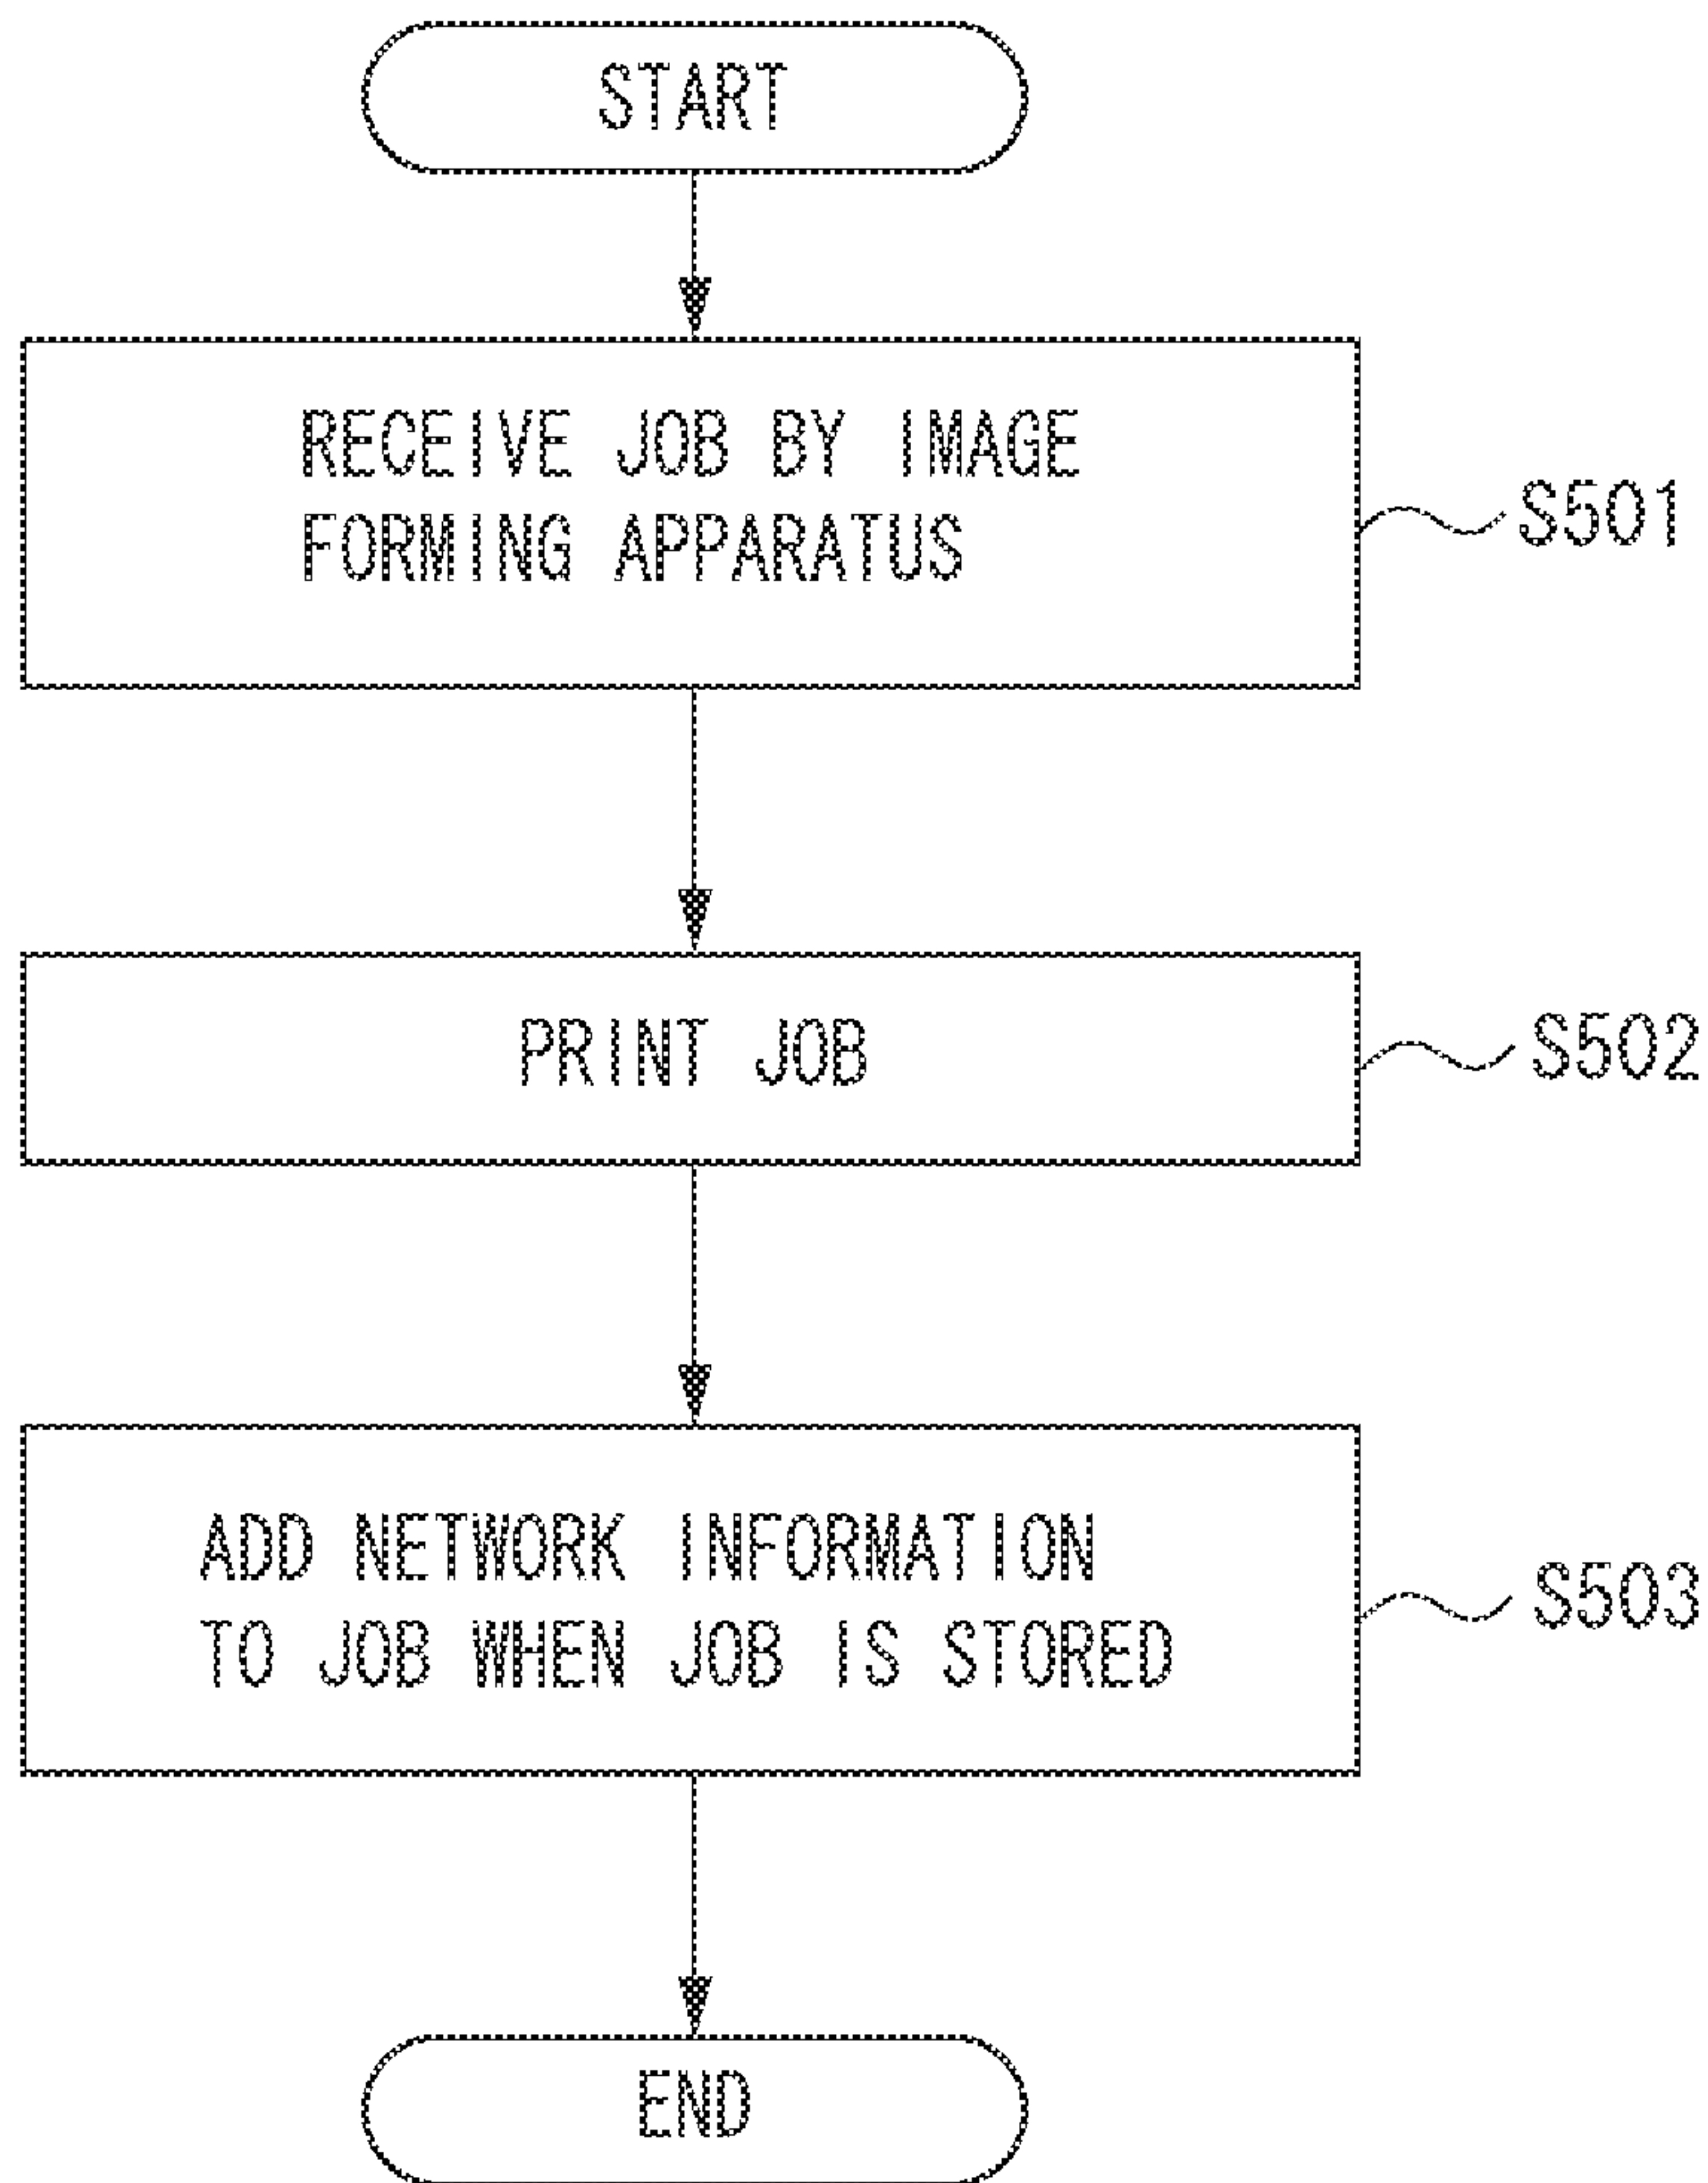 START
RECEIVE JOB BY IMAGE
FORMING APPARATUS
S501
PRINT JOB
S502
ADD NETWORK INFORMATION
TO JOB WHEN JOB IS STORED
S503
END